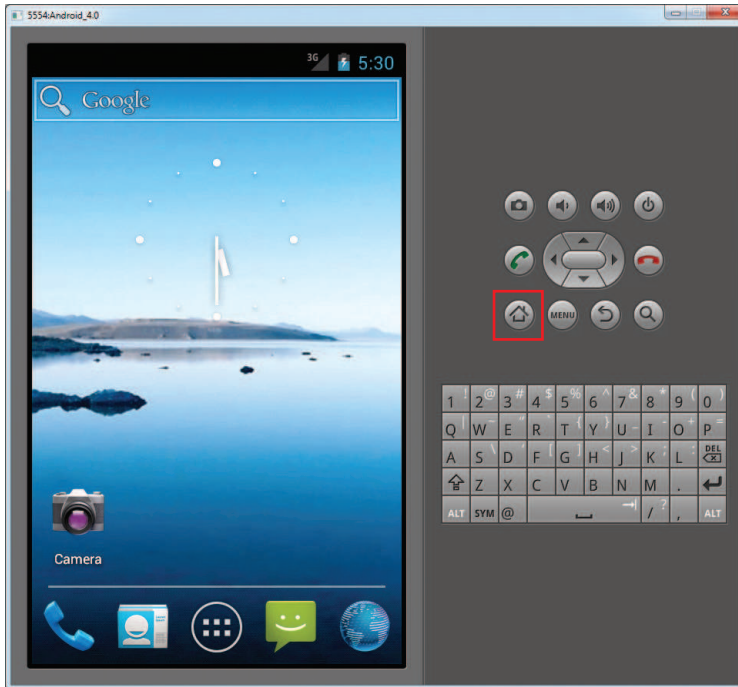 5554:Android_4.0
3G 5:30
Google
MENU
1 ! 2 @ 3 # 4 $ 5 % 6 ^ 7 & 8 * 9 ( 0 )
Q | W ~ E " R ` T { Y } U _ I - O + P =
A S \ D ' F [ G ] H < J > K ; L : DEL
Z X C V B N M .
ALT SYM @ / ? , ALT
Camera